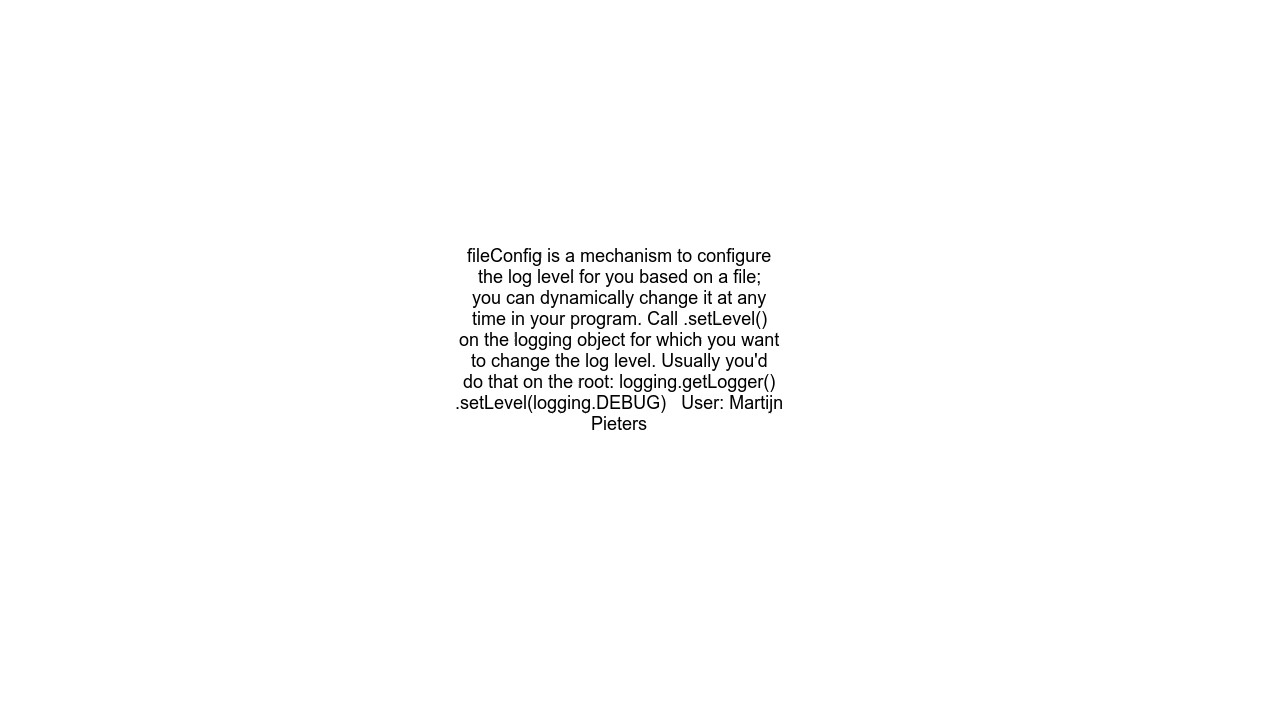 fileConfig is a mechanism to configure
the log level for you based on a file;
you can dynamically change it at any
time in your program. Call .setLevel()
on the logging object for which you want
to change the log level. Usually you'd
do that on the root: logging.getLogger()
.setLevel(logging.DEBUG)   User: Martijn
Pieters